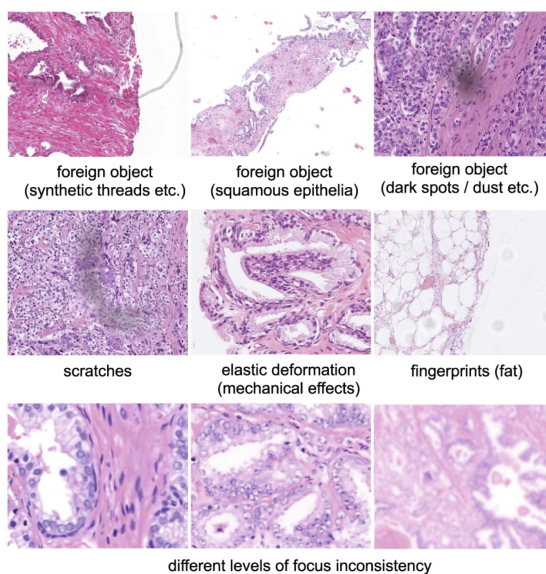 foreign object
(synthetic threads etc.)
foreign object
(squamous epithelia)
foreign object
(dark spots / dust etc.)
scratches
elastic deformation
(mechanical effects)
fingerprints (fat)
different levels of focus inconsistency